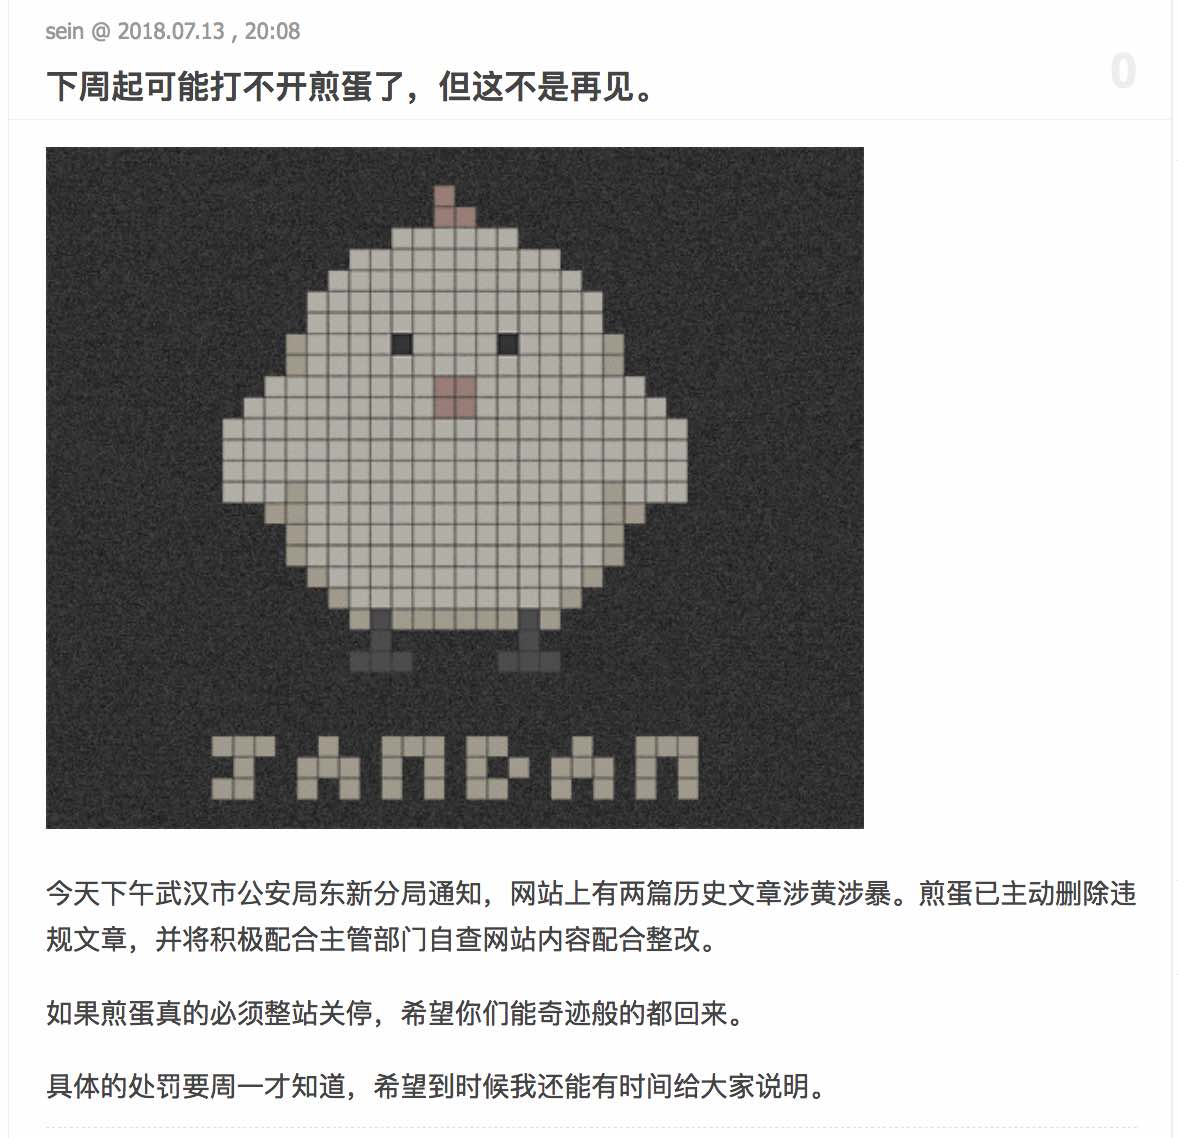 sein @ 2018.07.13 , 20:08
下周起可能打不开煎蛋了，但这不是再见。
0
JANDAN
今天下午武汉市公安局东新分局通知，网站上有两篇历史文章涉黄涉暴。煎蛋已主动删除违
规文章，并将积极配合主管部门自查网站内容配合整改。
如果煎蛋真的必须整站关停，希望你们能奇迹般的都回来。
具体的处罚要周一才知道，希望到时候我还能有时间给大家说明。